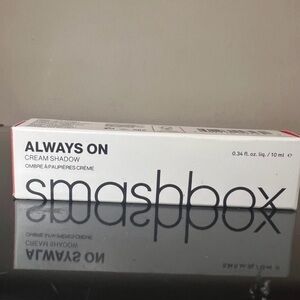 ALWAYS ON
CREAM SHADOW
OMBRE À PAUPIÈRES CRÈME
0.34 fl. oz. liq. / 10 ml ℮
smashbox